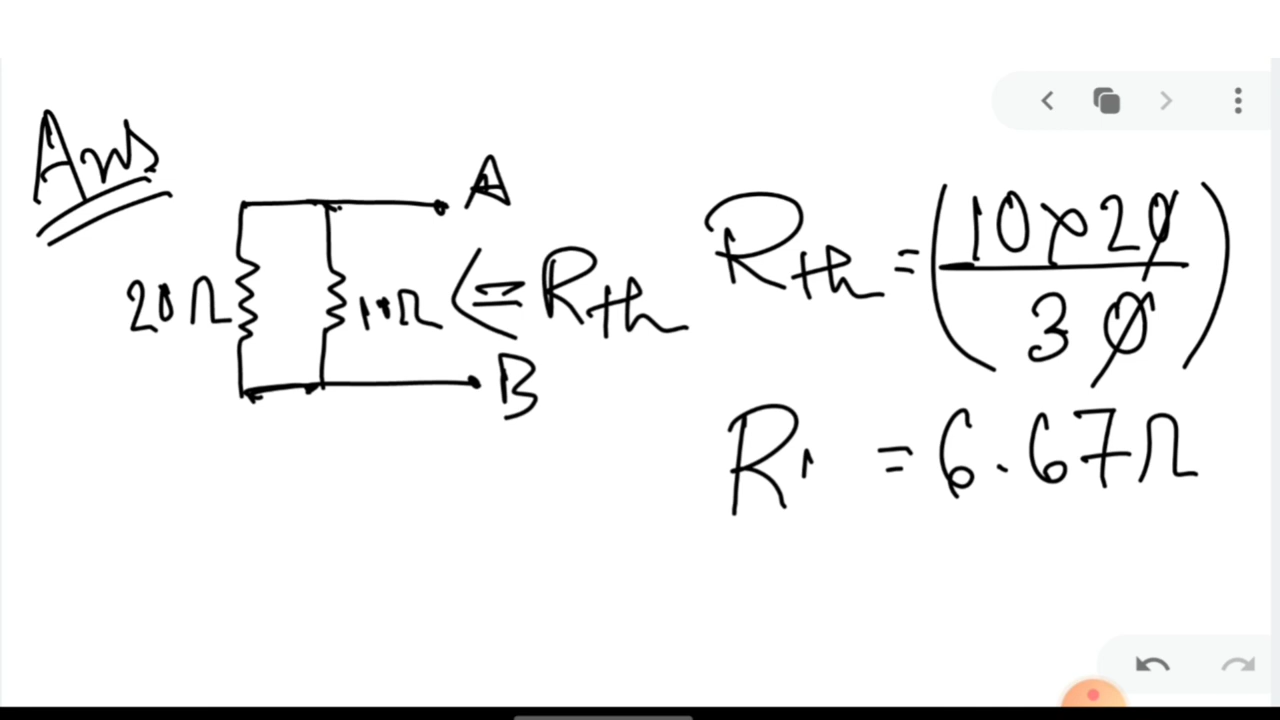 Ans
A
20Ω 10Ω ⇐ Rth
B
Rth = (10×20/30)
R = 6.67Ω